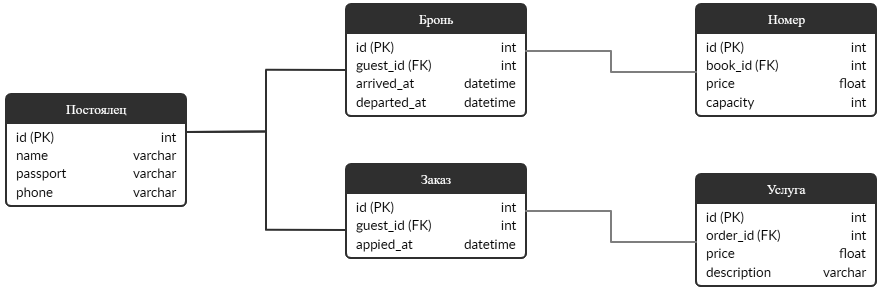 Постоялец
id (PK) int
name varchar
passport varchar
phone varchar
Бронь
id (PK) int
guest_id (FK) int
arrived_at datetime
departed_at datetime
Заказ
id (PK) int
guest_id (FK) int
appied_at datetime
Номер
id (PK) int
book_id (FK) int
price float
capacity int
Услуга
id (PK) int
order_id (FK) int
price float
description varchar